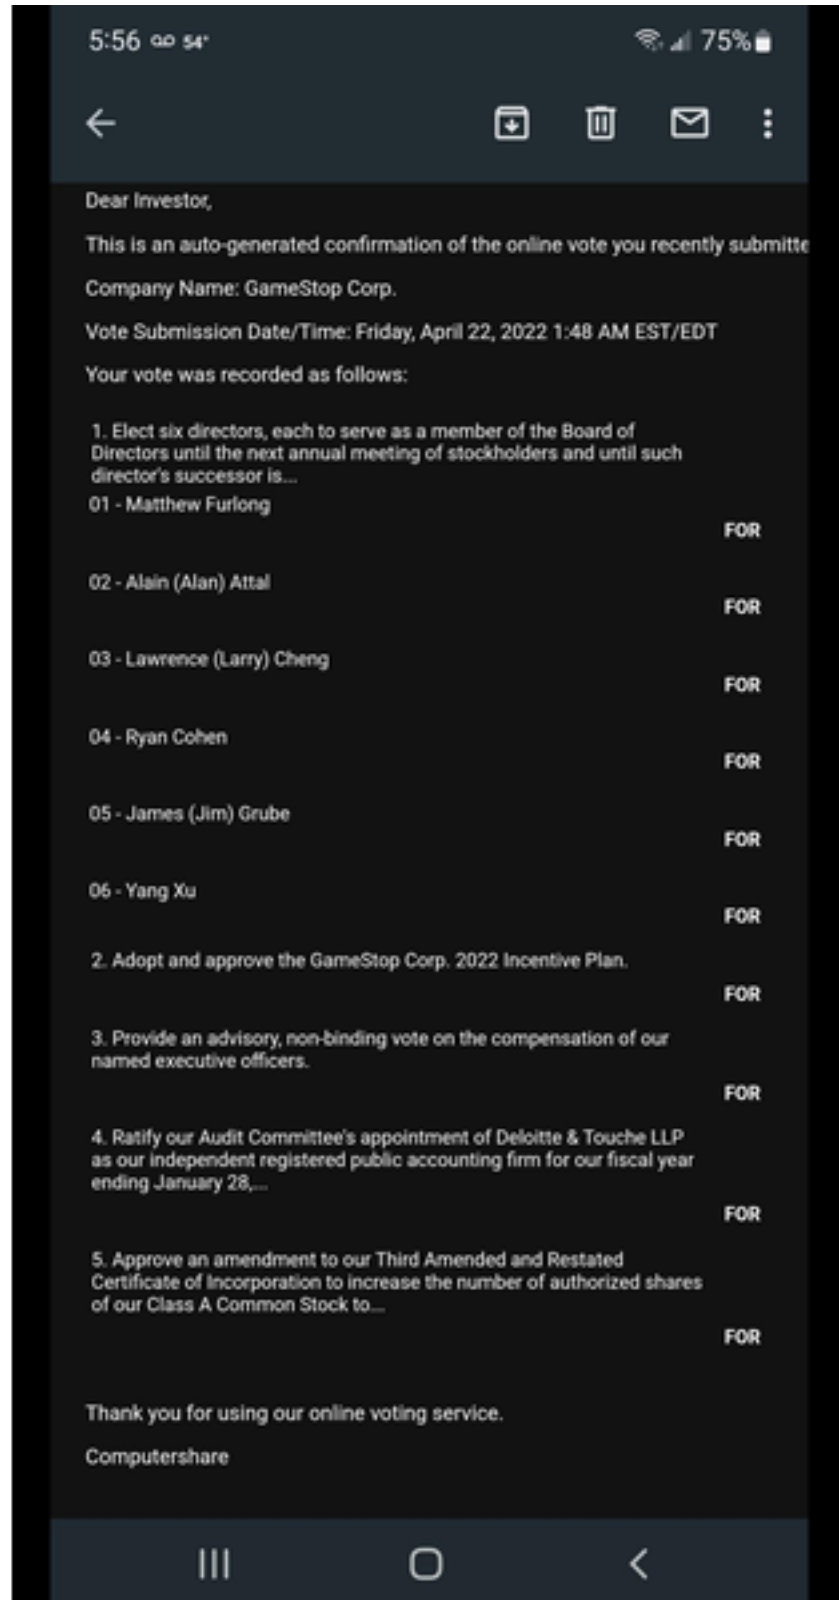 5:56 54°
75%
Dear Investor,
This is an auto-generated confirmation of the online vote you recently submitte
Company Name: GameStop Corp.
Vote Submission Date/Time: Friday, April 22, 2022 1:48 AM EST/EDT
Your vote was recorded as follows:
1. Elect six directors, each to serve as a member of the Board of
Directors until the next annual meeting of stockholders and until such
director's successor is...
01 - Matthew Furlong
FOR
02 - Alain (Alan) Attal
FOR
03 - Lawrence (Larry) Cheng
FOR
04 - Ryan Cohen
FOR
05 - James (Jim) Grube
FOR
06 - Yang Xu
FOR
2. Adopt and approve the GameStop Corp. 2022 Incentive Plan.
FOR
3. Provide an advisory, non-binding vote on the compensation of our
named executive officers.
FOR
4. Ratify our Audit Committee's appointment of Deloitte & Touche LLP
as our independent registered public accounting firm for our fiscal year
ending January 28,...
FOR
5. Approve an amendment to our Third Amended and Restated
Certificate of Incorporation to increase the number of authorized shares
of our Class A Common Stock to...
FOR
Thank you for using our online voting service.
Computershare